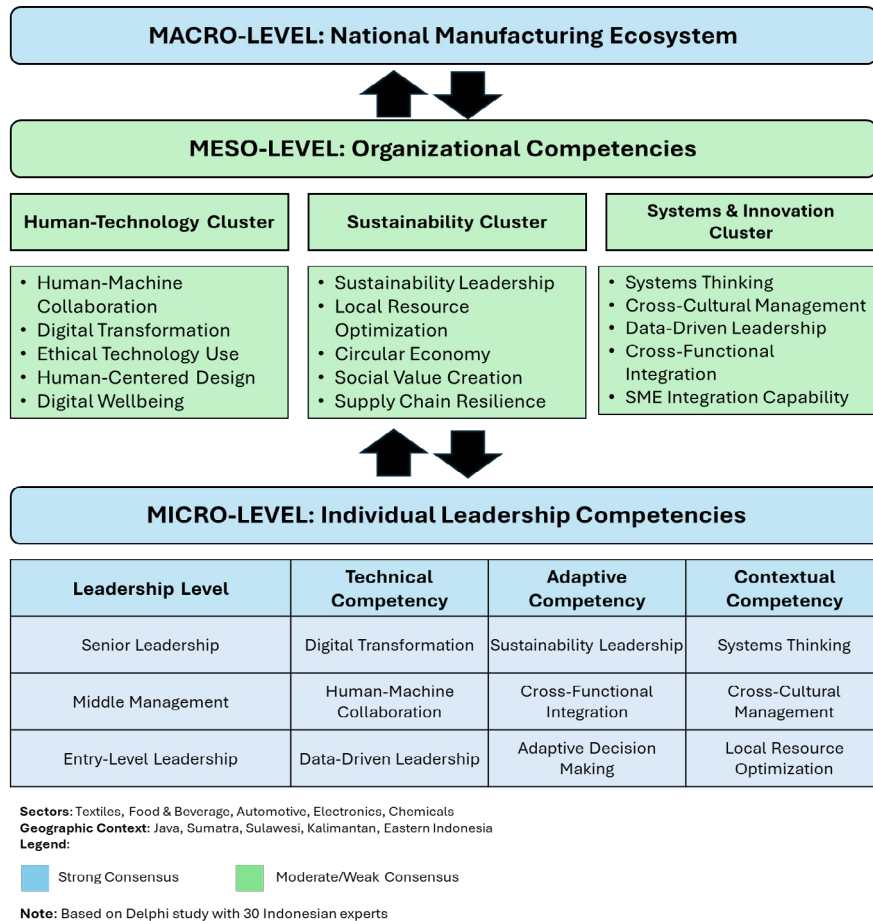 MACRO-LEVEL: National Manufacturing Ecosystem
MESO-LEVEL: Organizational Competencies
Human-Technology Cluster
• Human-Machine
Collaboration
• Digital Transformation
• Ethical Technology Use
• Human-Centered Design
• Digital Wellbeing
Sustainability Cluster
• Sustainability Leadership
• Local Resource
Optimization
• Circular Economy
• Social Value Creation
• Supply Chain Resilience
Systems & Innovation
Cluster
• Systems Thinking
• Cross-Cultural Management
• Data-Driven Leadership
• Cross-Functional
Integration
• SME Integration Capability
MICRO-LEVEL: Individual Leadership Competencies
Leadership Level
Technical
Competency
Adaptive
Competency
Contextual
Competency
Senior Leadership
Digital Transformation
Sustainability Leadership
Systems Thinking
Middle Management
Human-Machine
Collaboration
Cross-Functional
Integration
Cross-Cultural
Management
Entry-Level Leadership
Data-Driven Leadership
Adaptive Decision
Making
Local Resource
Optimization
Sectors: Textiles, Food & Beverage, Automotive, Electronics, Chemicals
Geographic Context: Java, Sumatra, Sulawesi, Kalimantan, Eastern Indonesia
Legend:
Strong Consensus
Moderate/Weak Consensus
Note: Based on Delphi study with 30 Indonesian experts